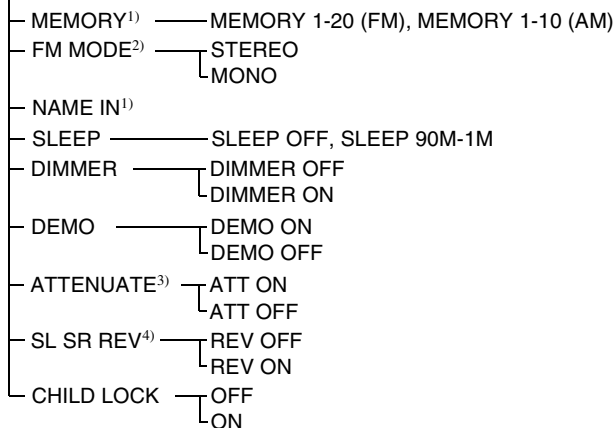 MEMORY1) MEMORY 1-20 (FM), MEMORY 1-10 (AM)
FM MODE2) STEREO
MONO
NAME IN1)
SLEEP SLEEP OFF, SLEEP 90M-1M
DIMMER DIMMER OFF
DIMMER ON
DEMO DEMO ON
DEMO OFF
ATTENUATE3) ATT ON
ATT OFF
SL SR REV4) REV OFF
REV ON
CHILD LOCK OFF
ON